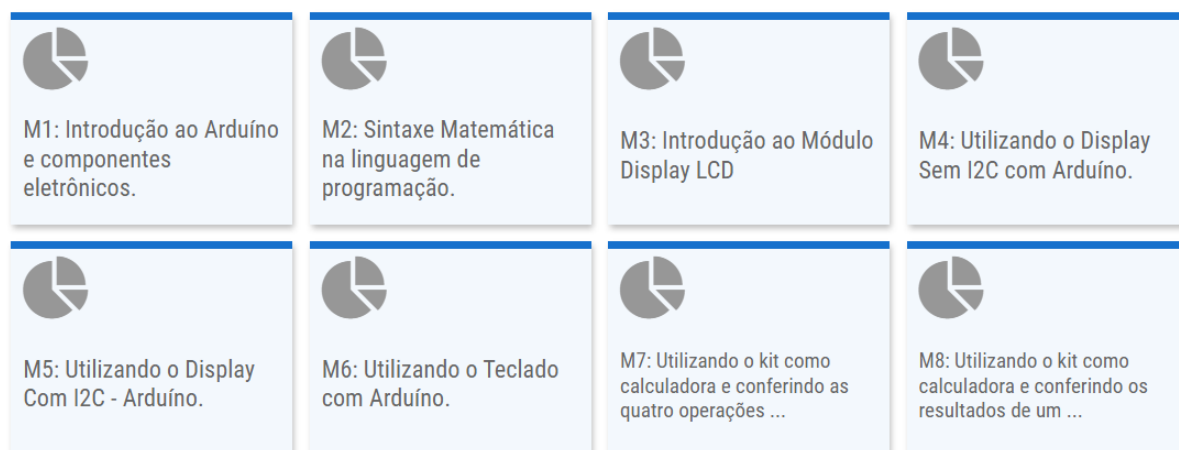 M1: Introdução ao Arduíno
e componentes
eletrônicos.
M2: Sintaxe Matemática
na linguagem de
programação.
M3: Introdução ao Módulo
Display LCD
M4: Utilizando o Display
Sem I2C com Arduíno.
M5: Utilizando o Display
Com I2C - Arduíno.
M6: Utilizando o Teclado
com Arduíno.
M7: Utilizando o kit como
calculadora e conferindo as
quatro operações ...
M8: Utilizando o kit como
calculadora e conferindo os
resultados de um ...